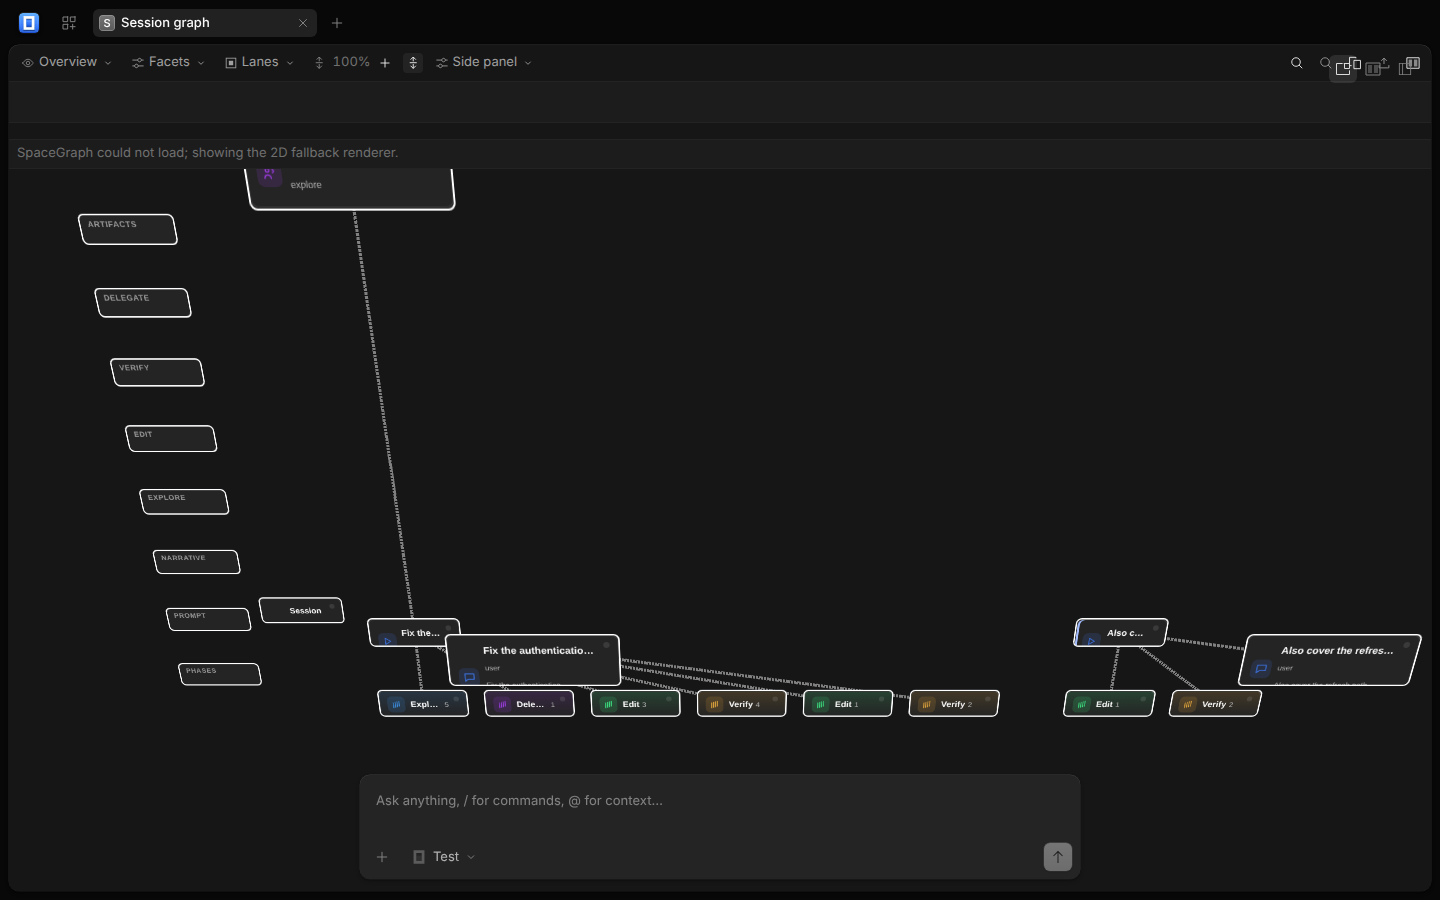 S Session graph
Overview Facets Lanes 100% Side panel
SpaceGraph could not load; showing the 2D fallback renderer.
explore
ARTIFACTS
DELEGATE
VERIFY
EDIT
EXPLORE
NARRATIVE
Session
PROMPT
Fix the...
Also c...
Fix the authenticatio...
user
Also cover the refres...
user
PHASES
Expl... 5
Dele... 1
Edit 3
Verify 4
Edit 1
Verify 2
Edit 1
Verify 2
Ask anything, / for commands, @ for context...
Test